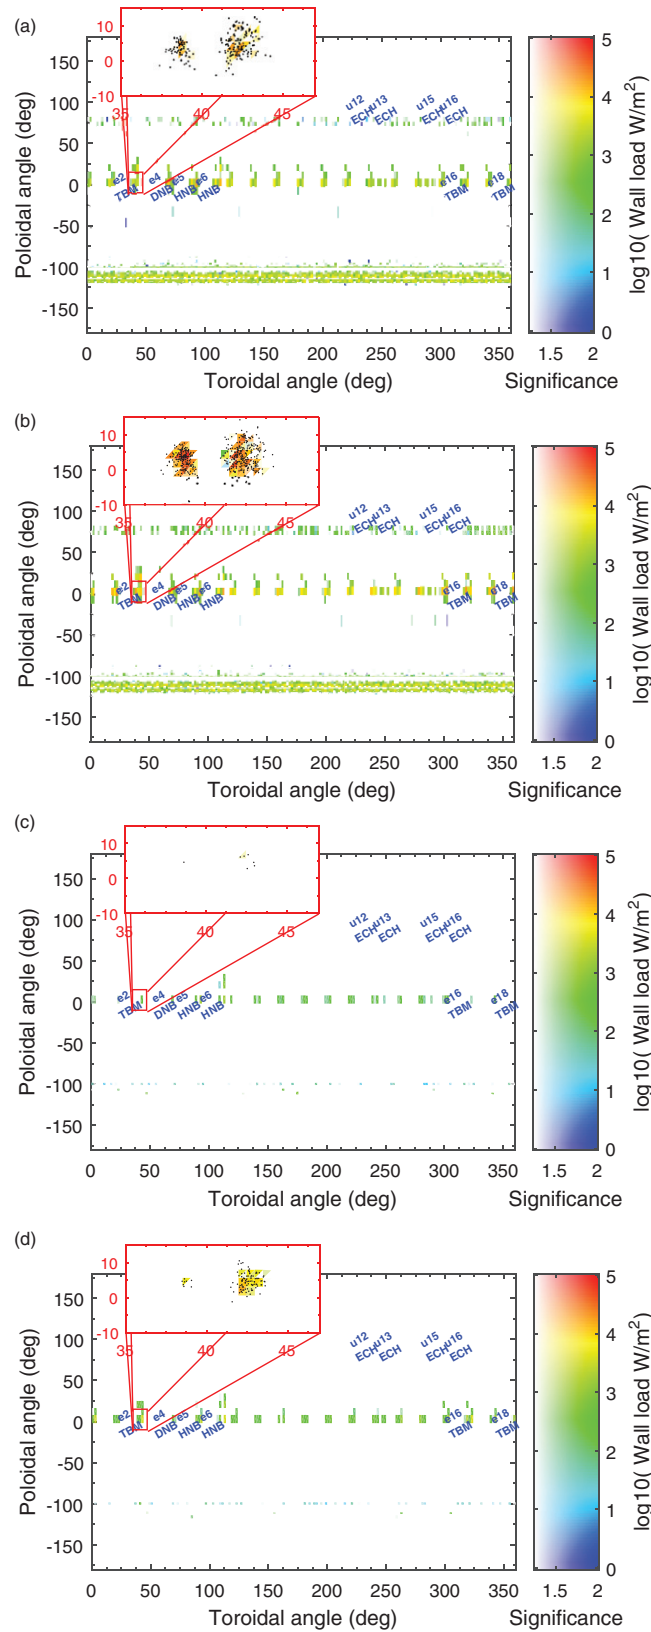 (a)
10
0
-10
35
40
45
150
100
50
0
-50
-100
-150
Poloidal angle (deg)
u12
ECH
u13
ECH
u15
ECH
u16
ECH
e2
TBM
e4
DNB
e5
HNB
e6
HNB
e16
TBM
e18
TBM
0
50
100
150
200
250
300
350
Toroidal angle (deg)
5
4
3
2
1
0
log10( Wall load W/m²)
1.5
2
Significance
(b)
10
0
-10
35
40
45
150
100
50
0
-50
-100
-150
Poloidal angle (deg)
u12
ECH
u13
ECH
u15
ECH
u16
ECH
e2
TBM
e4
DNB
e5
HNB
e6
HNB
e16
TBM
e18
TBM
0
50
100
150
200
250
300
350
Toroidal angle (deg)
5
4
3
2
1
0
log10( Wall load W/m²)
1.5
2
Significance
(c)
10
0
-10
35
40
45
150
100
50
0
-50
-100
-150
Poloidal angle (deg)
u12
ECH
u13
ECH
u15
ECH
u16
ECH
e2
TBM
e4
DNB
e5
HNB
e6
HNB
e16
TBM
e18
TBM
0
50
100
150
200
250
300
350
Toroidal angle (deg)
5
4
3
2
1
0
log10( Wall load W/m²)
1.5
2
Significance
(d)
10
0
-10
35
40
45
150
100
50
0
-50
-100
-150
Poloidal angle (deg)
u12
ECH
u13
ECH
u15
ECH
u16
ECH
e2
TBM
e4
DNB
e5
HNB
e6
HNB
e16
TBM
e18
TBM
0
50
100
150
200
250
300
350
Toroidal angle (deg)
5
4
3
2
1
0
log10( Wall load W/m²)
1.5
2
Significance